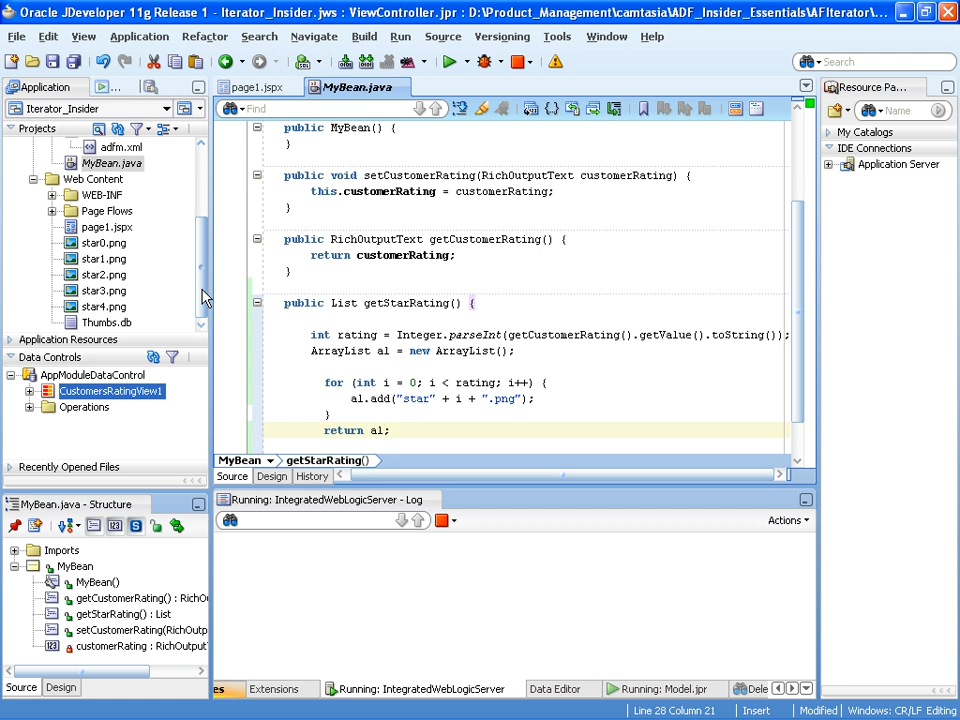 Oracle JDeveloper 11g Release 1 - Iterator_Insider.jws : ViewController.jpr : D:\Product_Management\camtasia\ADF_Insider_Essentials\AFIterator\...
File Edit View Application Refactor Search Navigate Build Run Source Versioning Tools Window Help
Search
Application ...
page1.jspx
MyBean.java
Resource Pa...
Iterator_Insider
Find
Name
Projects
My Catalogs
IDE Connections
Application Server
adfm.xml
MyBean.java
Web Content
WEB-INF
Page Flows
page1.jspx
star0.png
star1.png
star2.png
star3.png
star4.png
Thumbs.db
Application Resources
Data Controls
AppModuleDataControl
CustomersRatingView1
Operations
Recently Opened Files
public MyBean() {
}
public void setCustomerRating(RichOutputText customerRating) {
this.customerRating = customerRating;
}
public RichOutputText getCustomerRating() {
return customerRating;
}
public List getStarRating() {
int rating = Integer.parseInt(getCustomerRating().getValue().toString());
ArrayList al = new ArrayList();
for (int i = 0; i < rating; i++) {
al.add("star" + i + ".png");
}
return al;
MyBean getStarRating()
Source Design History
MyBean.java - Structure
Imports
MyBean
MyBean()
getCustomerRating() : RichO
getStarRating() : List
setCustomerRating(RichOutp
customerRating : RichOutput
Source Design
Running: IntegratedWebLogicServer - Log
Actions
es Extensions Running: IntegratedWebLogicServer Data Editor Running: Model.jpr Dele
Line 28 Column 21 Insert Modified Windows: CR/LF Editing